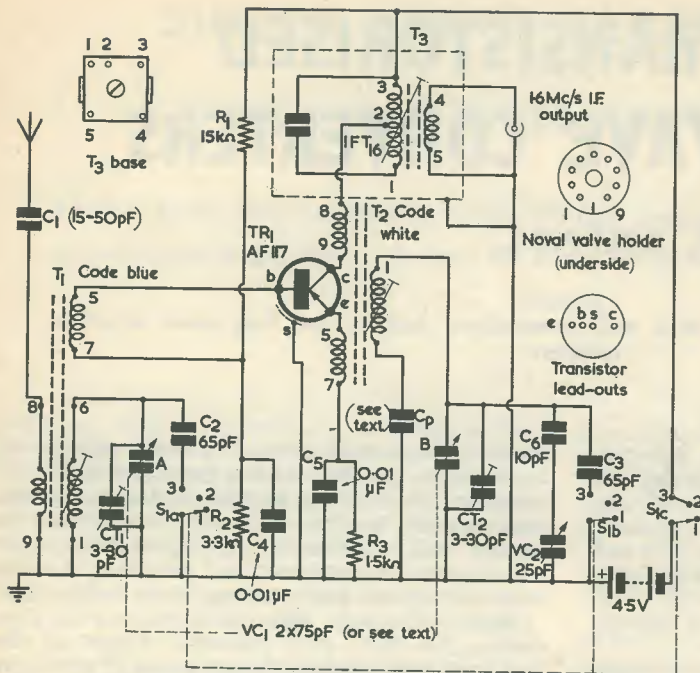 1 2 3
5 4
T3 base
C1 (15-50pF)
T1 Code blue
5
7
8
6
9
1
R1
15kΩ
TR1
AF117
b
c
e
s
T3
3
2
1
4
5
IFT16
1·6Mc/s I.F.
output
8
9
T2 Code
white
1
5
7
1 9
Noval valve holder
(underside)
e b s c
Transistor
lead-outs
A
CT1
3-30
pF
C2
65pF
3
2
1
S1a
R2
3·3kΩ
C4
0·01µF
C5
0·01
µF
R3
1·5kΩ
(see
text)
Cp
B
CT2
3-30pF
C6
10pF
VC2
25pF
C3
65pF
3
2
1
S1b
3
2
1
S1c
+
4·5V
VC1 2x75pF (or see text)